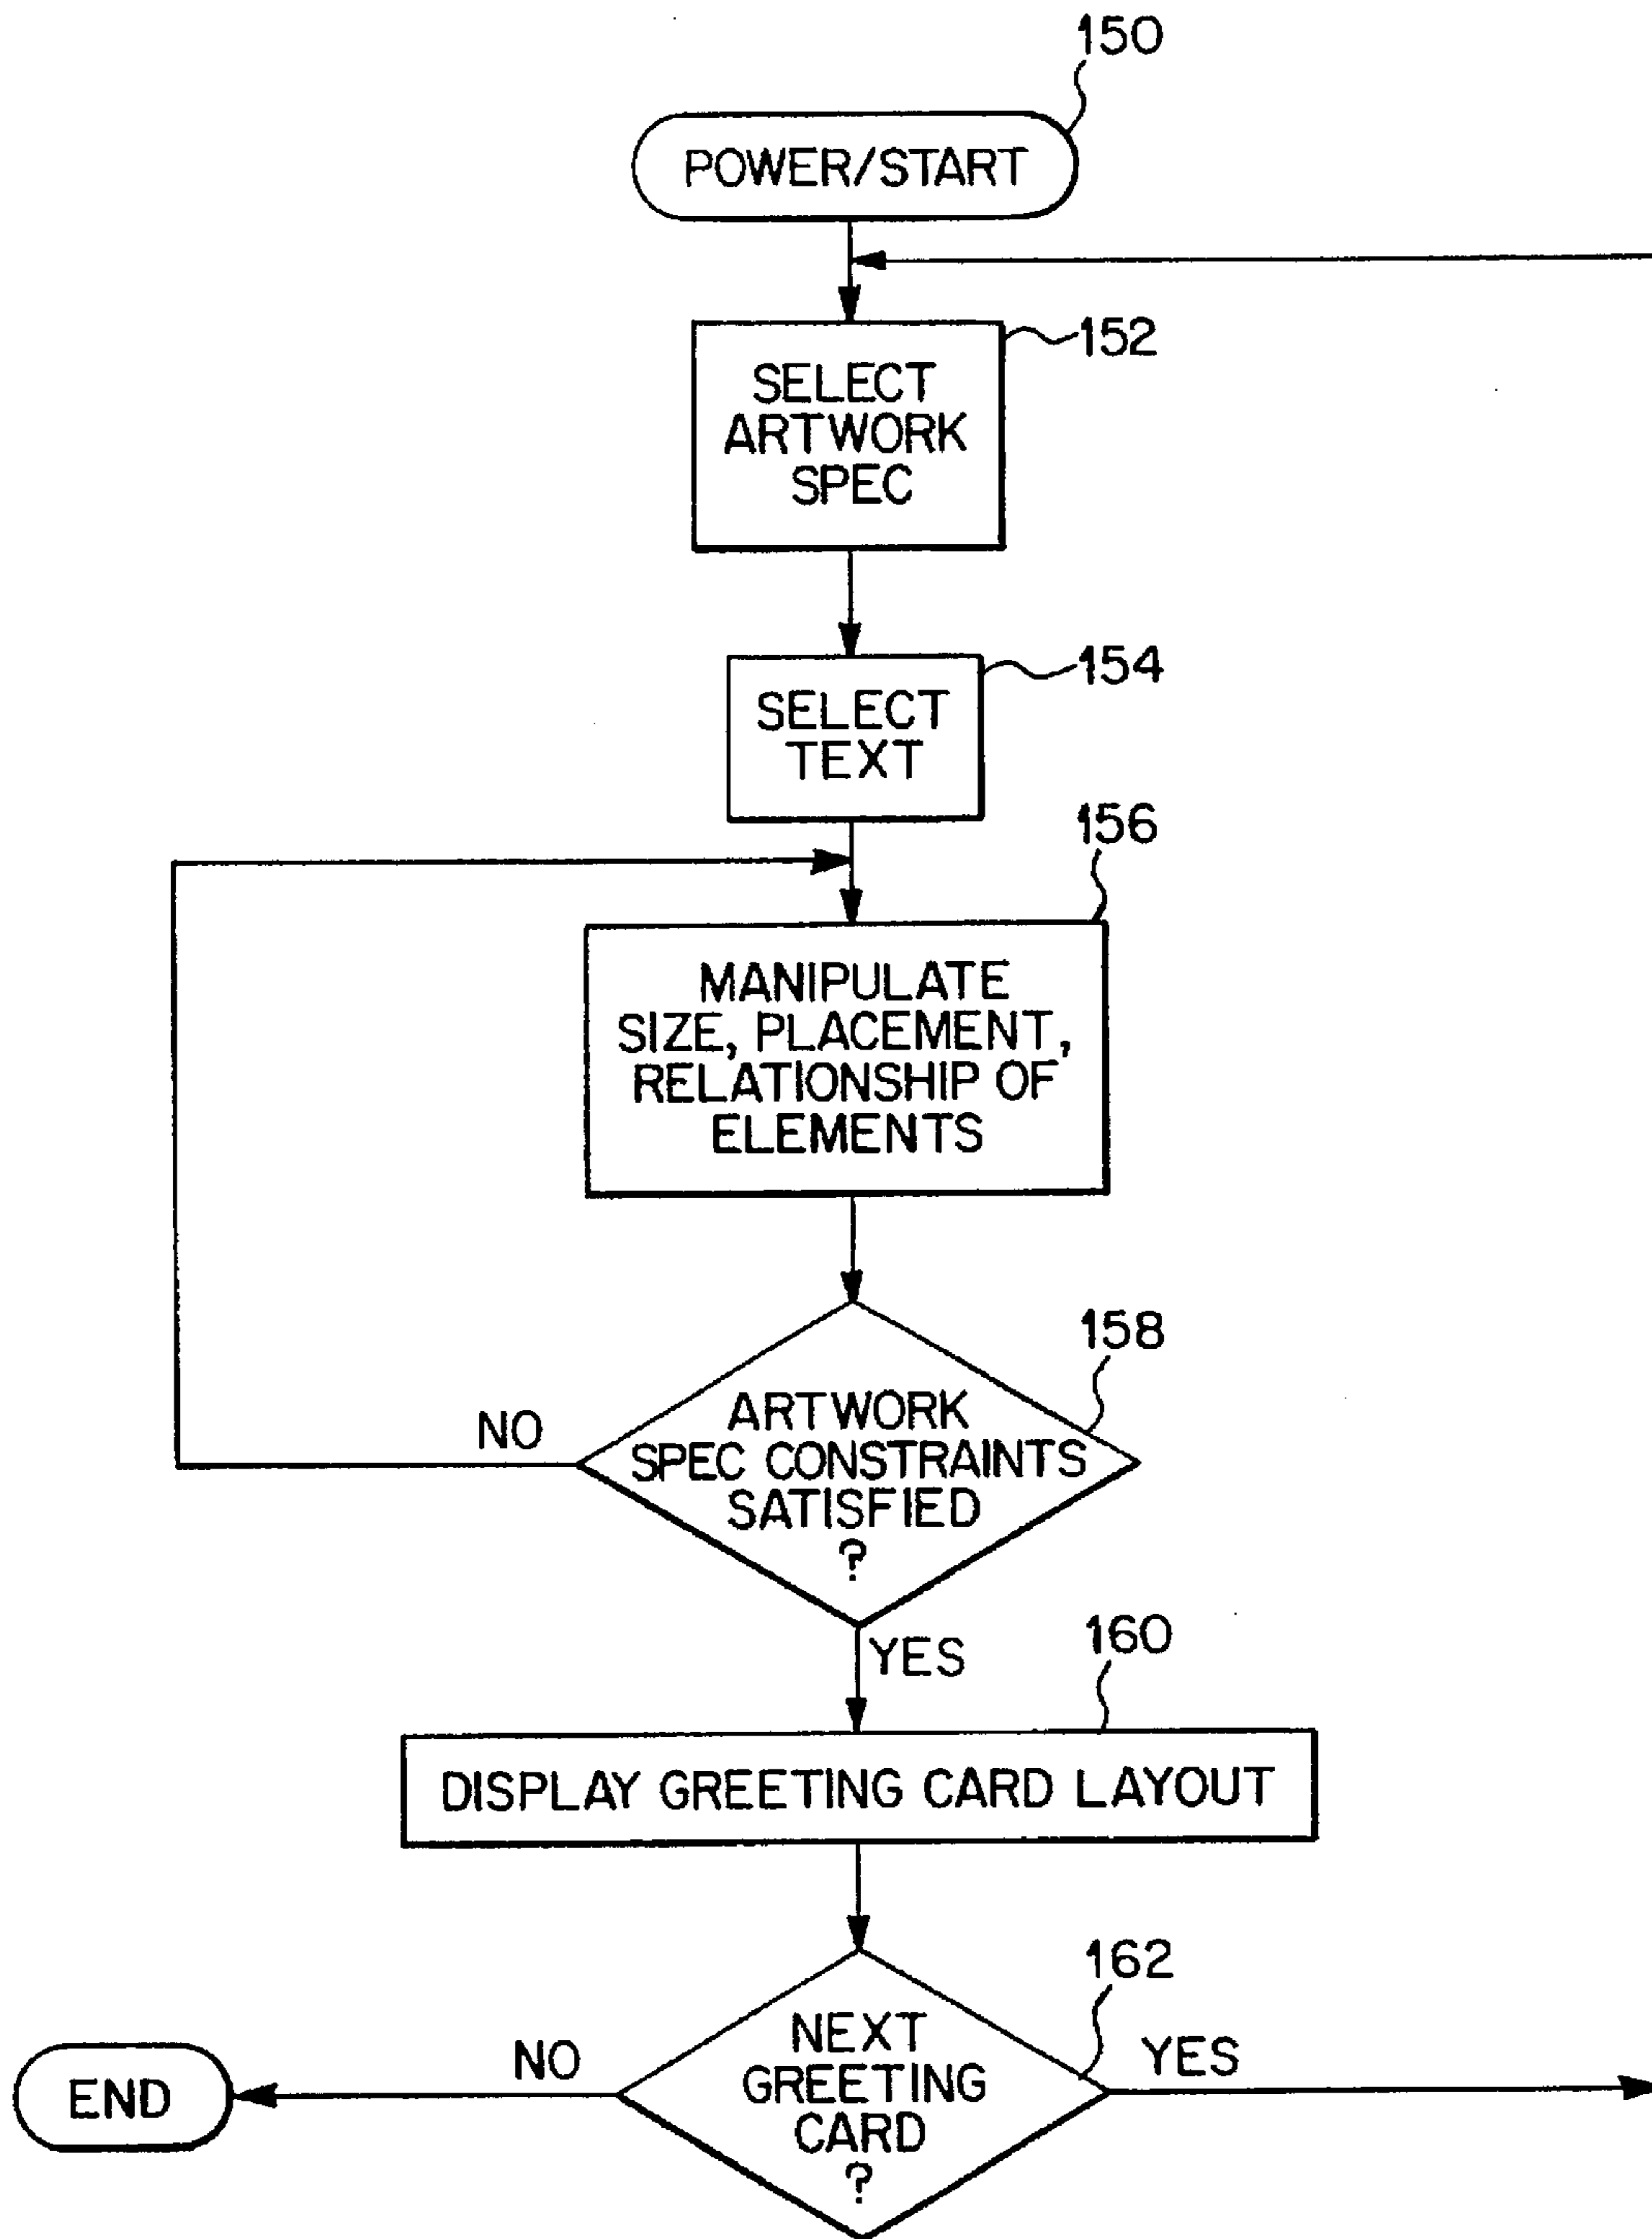 150
POWER/START
152
SELECT
ARTWORK
SPEC
154
SELECT
TEXT
156
MANIPULATE
SIZE, PLACEMENT,
RELATIONSHIP OF
ELEMENTS
158
ARTWORK
SPEC CONSTRAINTS
SATISFIED
?
NO
YES
160
DISPLAY GREETING CARD LAYOUT
162
NEXT
GREETING
CARD
?
NO
YES
END